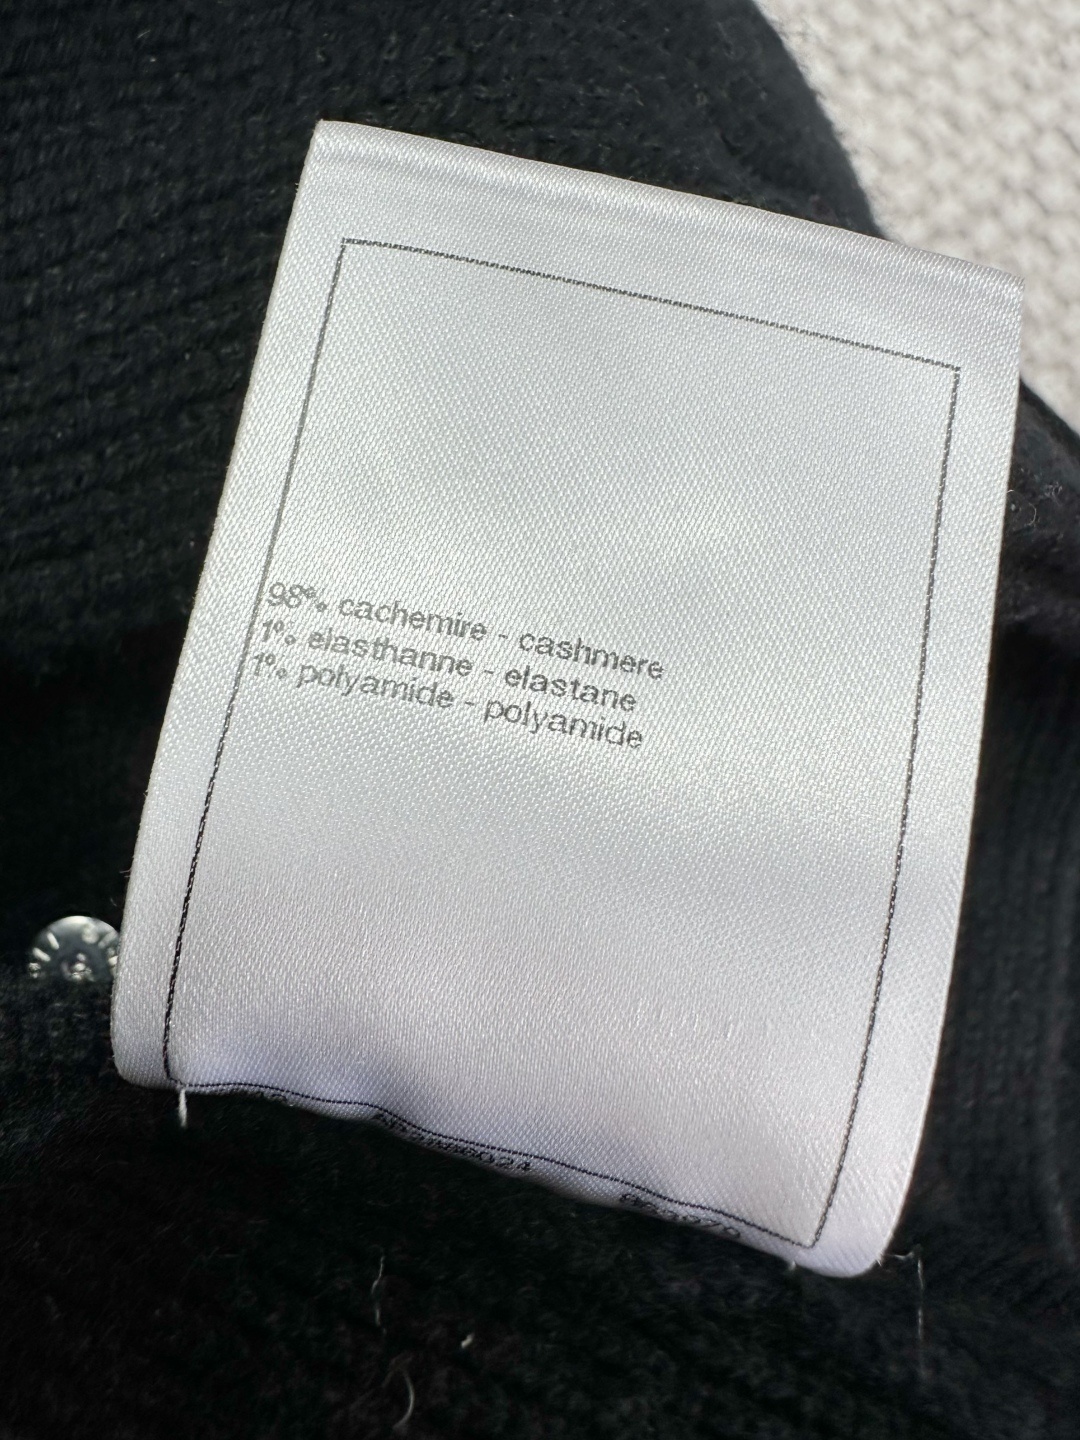 98% cachemire - cashmere
1% elasthanne - elastane
1% polyamide - polyamide